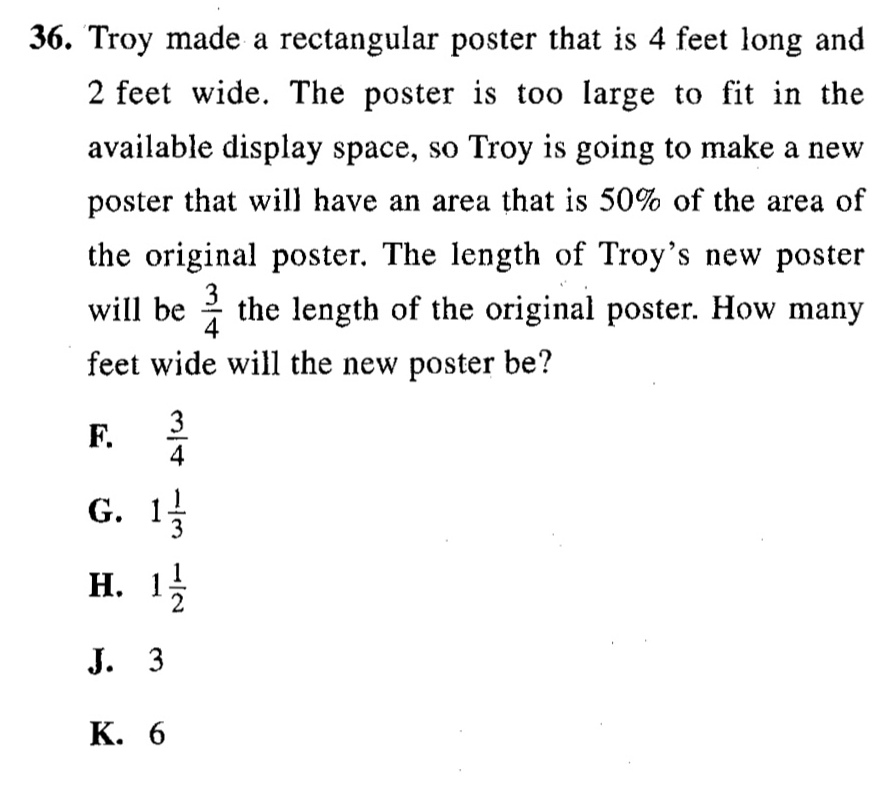 36. Troy made a rectangular poster that is 4 feet long and
2 feet wide. The poster is too large to fit in the
available display space, so Troy is going to make a new
poster that will have an area that is 50% of the area of
the original poster. The length of Troy's new poster
will be 3/4 the length of the original poster. How many
feet wide will the new poster be?
F. 3/4
G. 1 1/3
H. 1 1/2
J. 3
K. 6